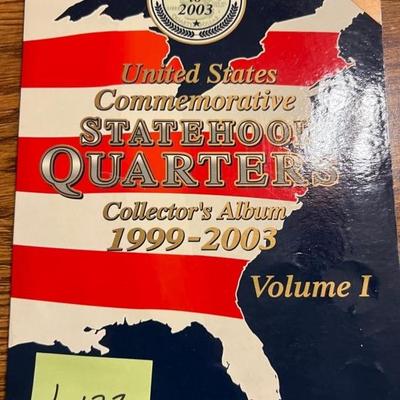 2003
United States
Commemorative
STATEHOOD
QUARTERS
Collector's Album
1999-2003
Volume I